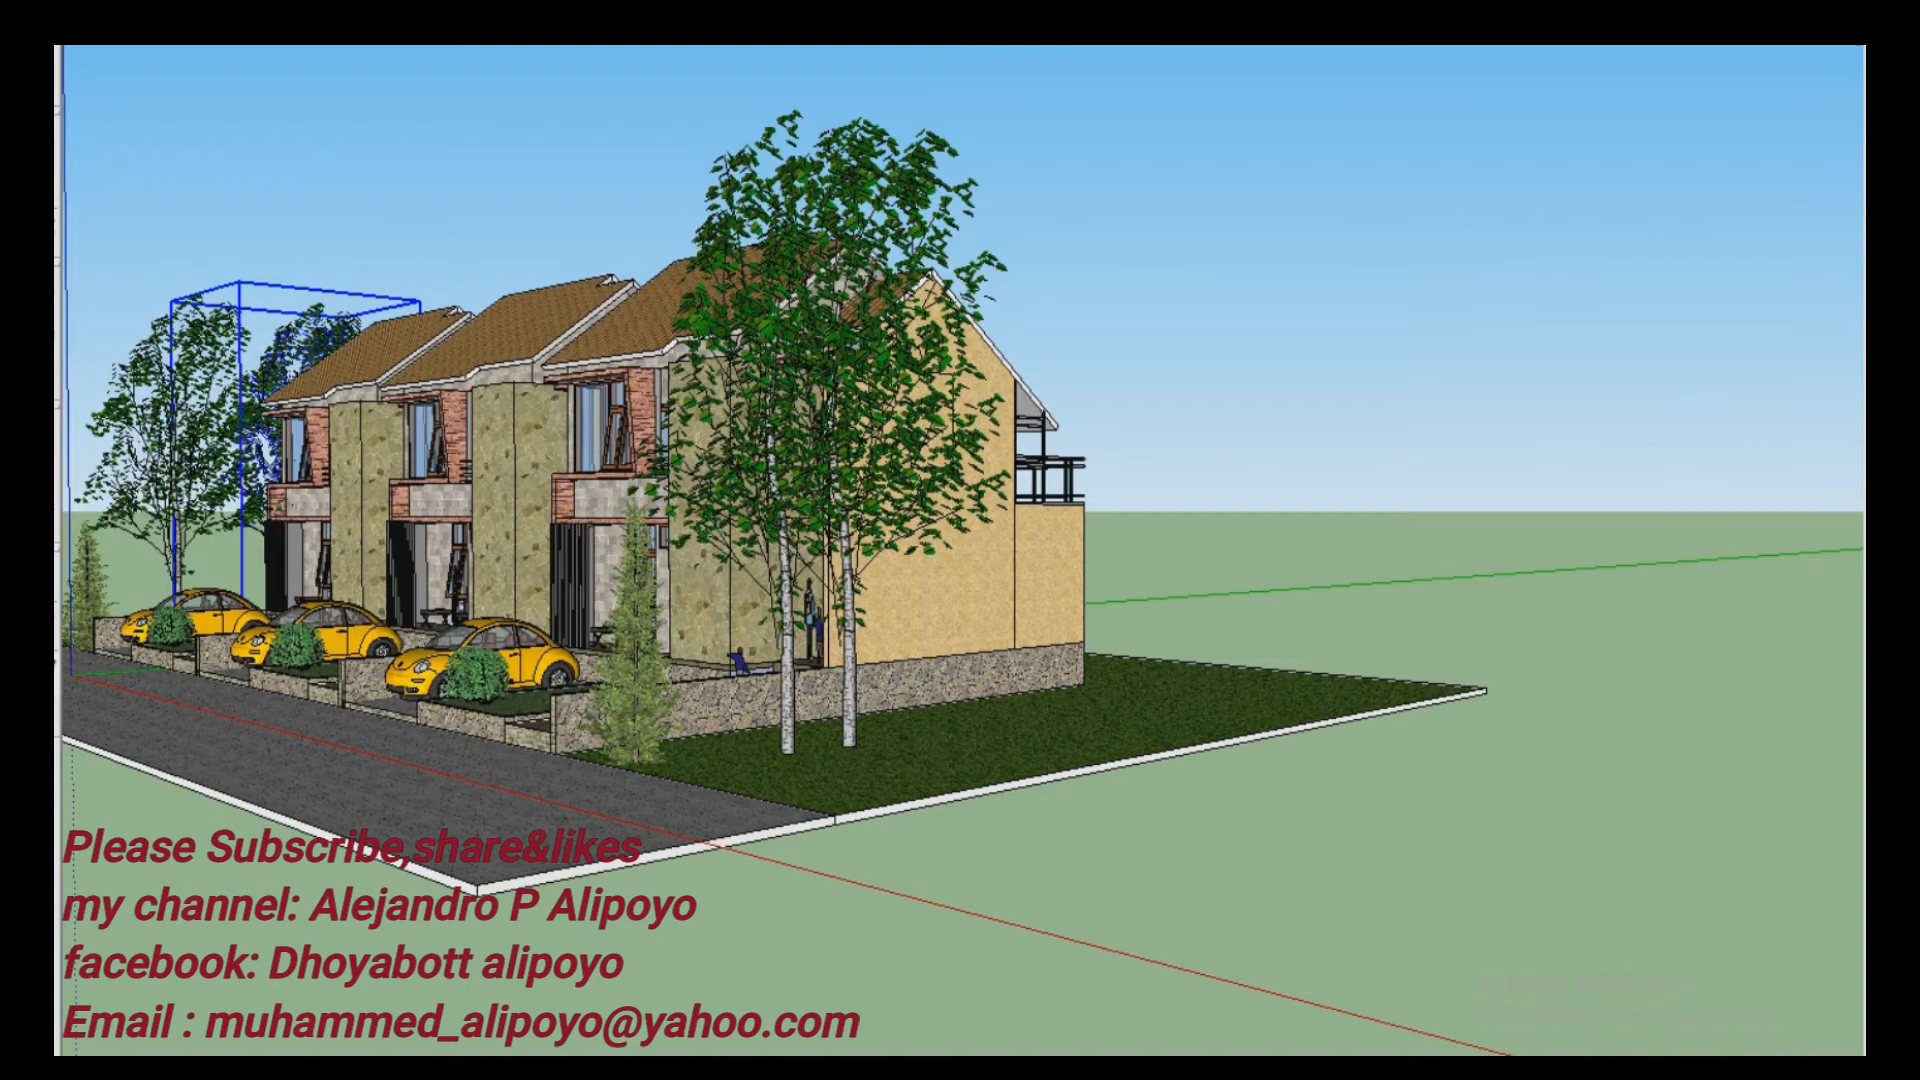 Please Subscribe,share&likes
my channel: Alejandro P Alipoyo
facebook: Dhoyabott alipoyo
Email : muhammed_alipoyo@yahoo.com